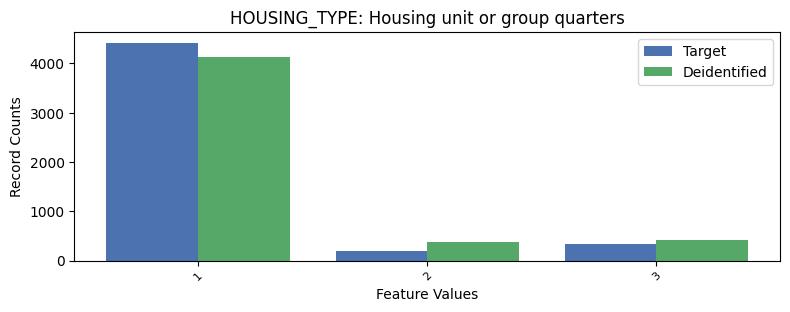 HOUSING_TYPE: Housing unit or group quarters
Target
Deidentified
Record Counts
4000
3000
2000
1000
0
1
2
3
Feature Values